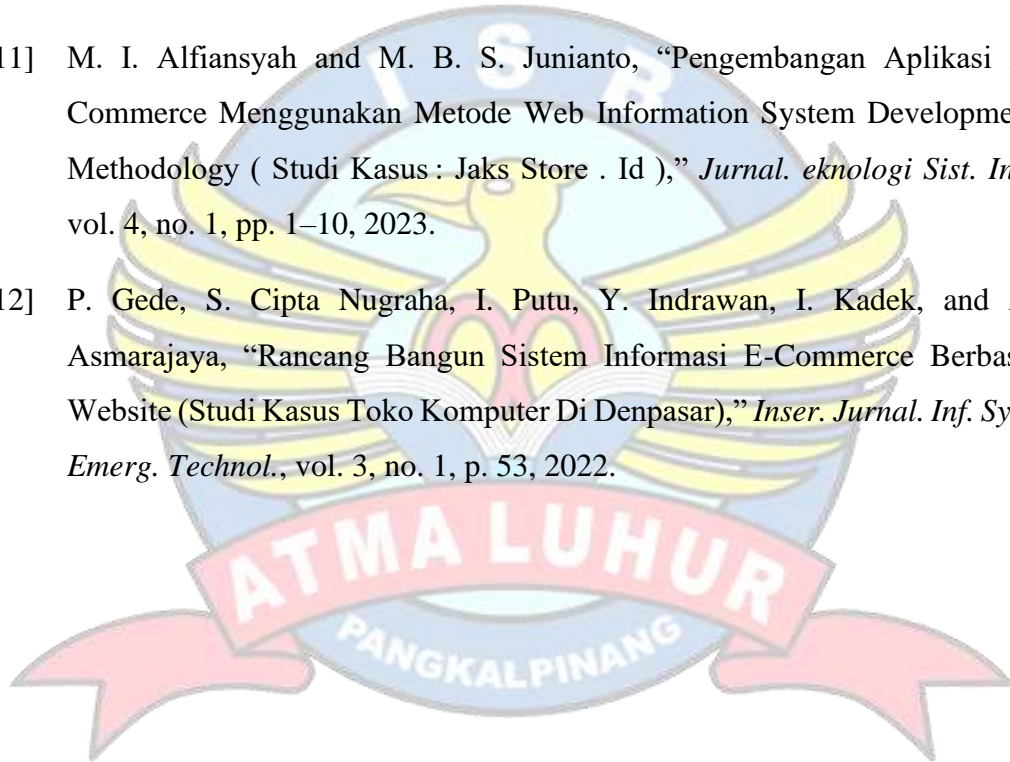 I S B
11] M. I. Alfiansyah and M. B. S. Junianto, “Pengembangan Aplikasi
Commerce Menggunakan Metode Web Information System Developme
Methodology ( Studi Kasus : Jaks Store . Id ),” Jurnal. eknologi Sist. In
vol. 4, no. 1, pp. 1–10, 2023.
12] P. Gede, S. Cipta Nugraha, I. Putu, Y. Indrawan, I. Kadek, and
Asmarajaya, “Rancang Bangun Sistem Informasi E-Commerce Berbas
Website (Studi Kasus Toko Komputer Di Denpasar),” Inser. Jurnal. Inf. Sy
Emerg. Technol., vol. 3, no. 1, p. 53, 2022.
ATMA LUHUR
PANGKALPINANG